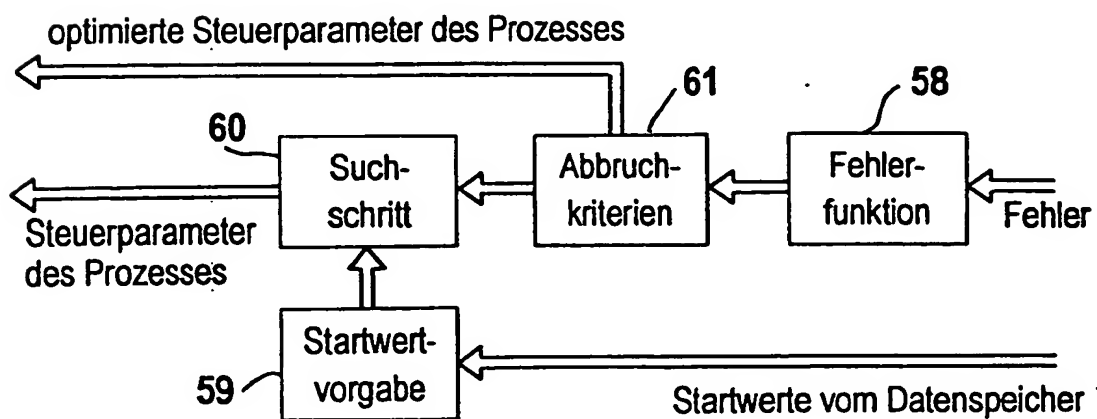 optimierte Steuerparameter des Prozesses
61
58
60
Such-
schritt
Abbruch-
kriterien
Fehler-
funktion
Fehler
Steuerparameter
des Prozesses
Startwert-
vorgabe
59
Startwerte vom Datenspeicher